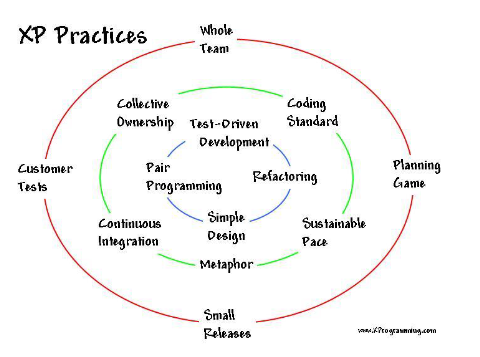 XP Practices
Whole
Team
Collective
Ownership
Coding
Standard
Test-Driven
Development
Customer
Tests
Pair
Programming
Refactoring
Planning
Game
Continuous
Integration
Simple
Design
Sustainable
Pace
Metaphor
Small
Releases
www.XProgramming.com